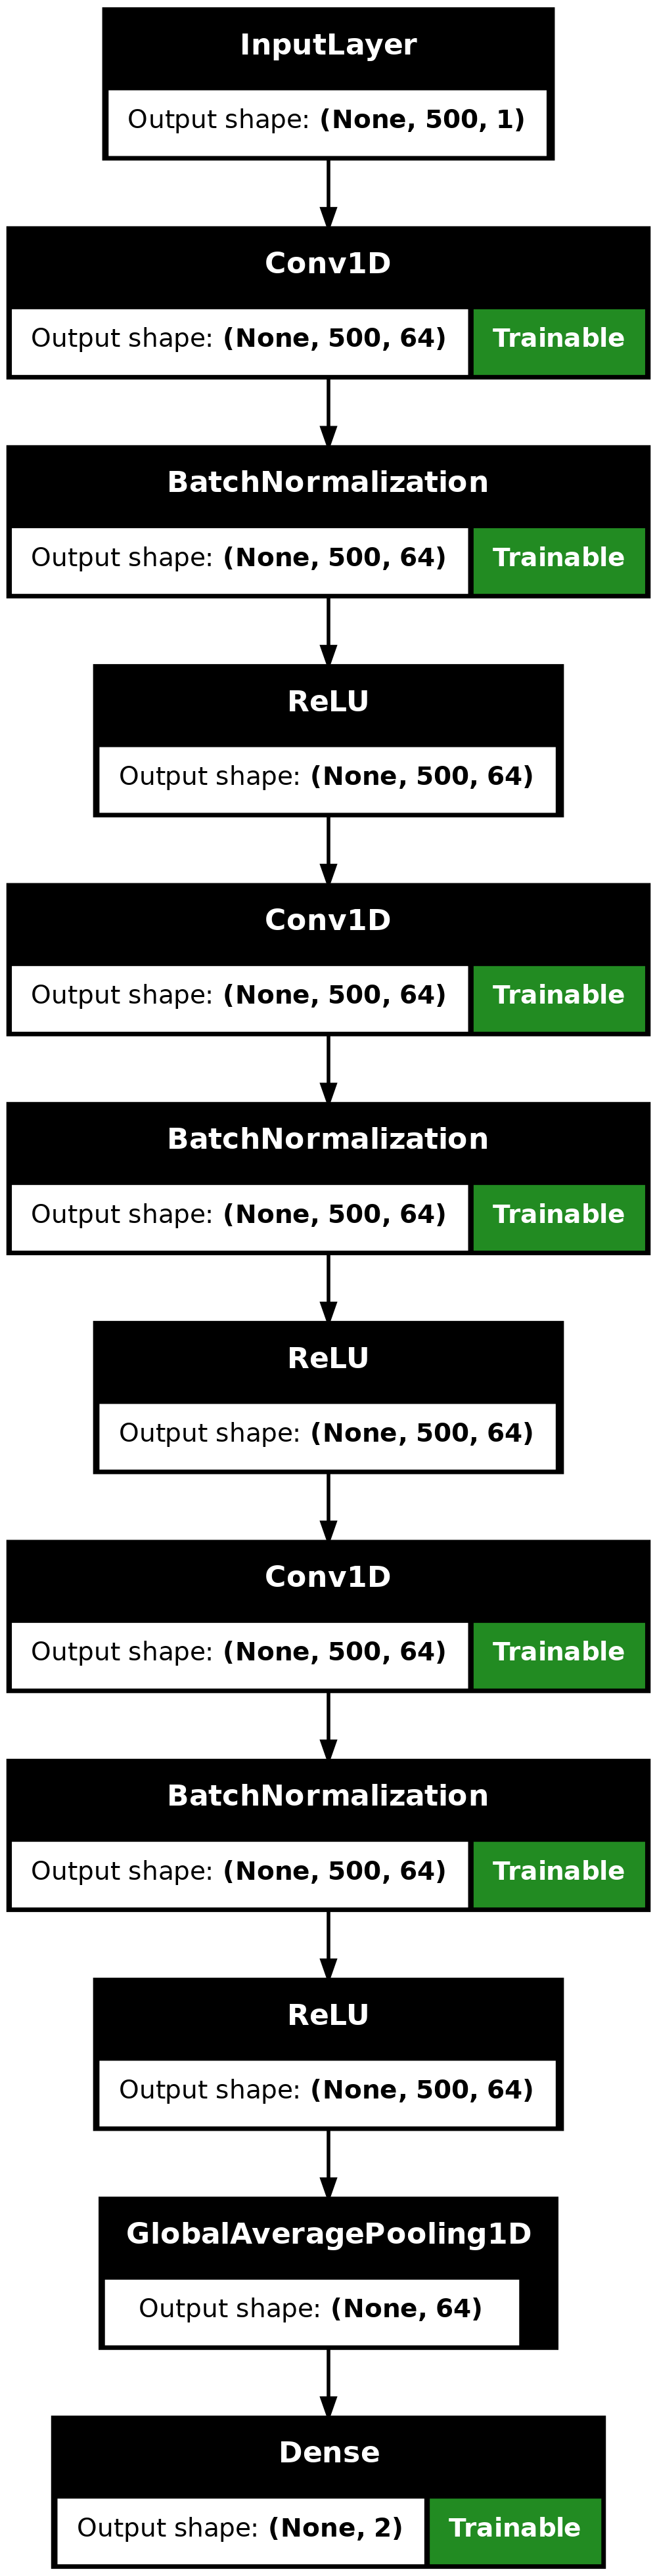 InputLayer
Output shape: (None, 500, 1)
Conv1D
Output shape: (None, 500, 64) Trainable
BatchNormalization
Output shape: (None, 500, 64) Trainable
ReLU
Output shape: (None, 500, 64)
Conv1D
Output shape: (None, 500, 64) Trainable
BatchNormalization
Output shape: (None, 500, 64) Trainable
ReLU
Output shape: (None, 500, 64)
Conv1D
Output shape: (None, 500, 64) Trainable
BatchNormalization
Output shape: (None, 500, 64) Trainable
ReLU
Output shape: (None, 500, 64)
GlobalAveragePooling1D
Output shape: (None, 64)
Dense
Output shape: (None, 2) Trainable